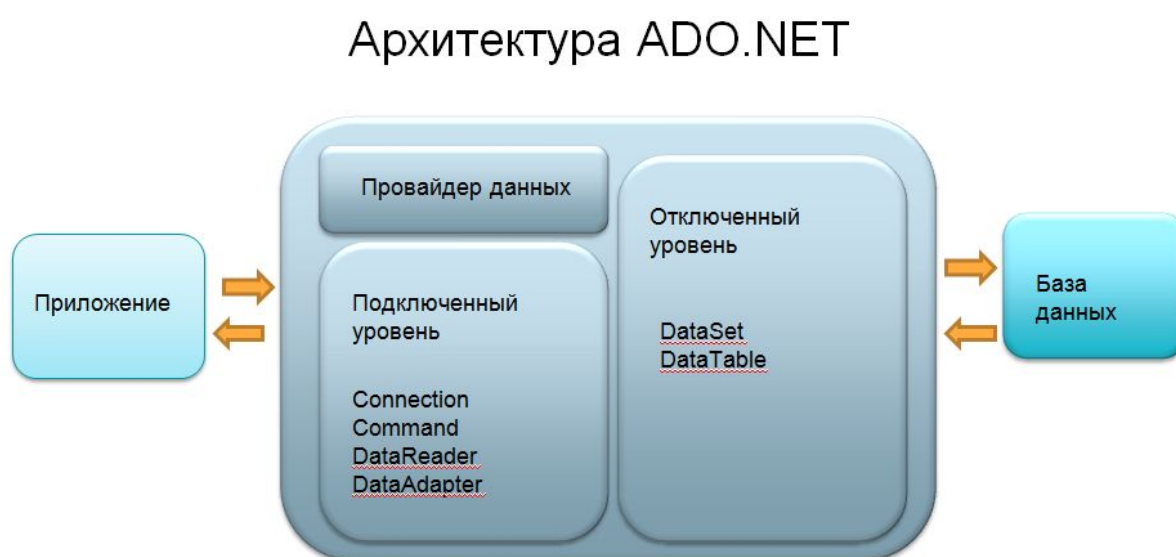 Архитектура ADO.NET
Приложение
Провайдер данных
Подключенный
уровень
Connection
Command
DataReader
DataAdapter
Отключенный
уровень
DataSet
DataTable
База
данных